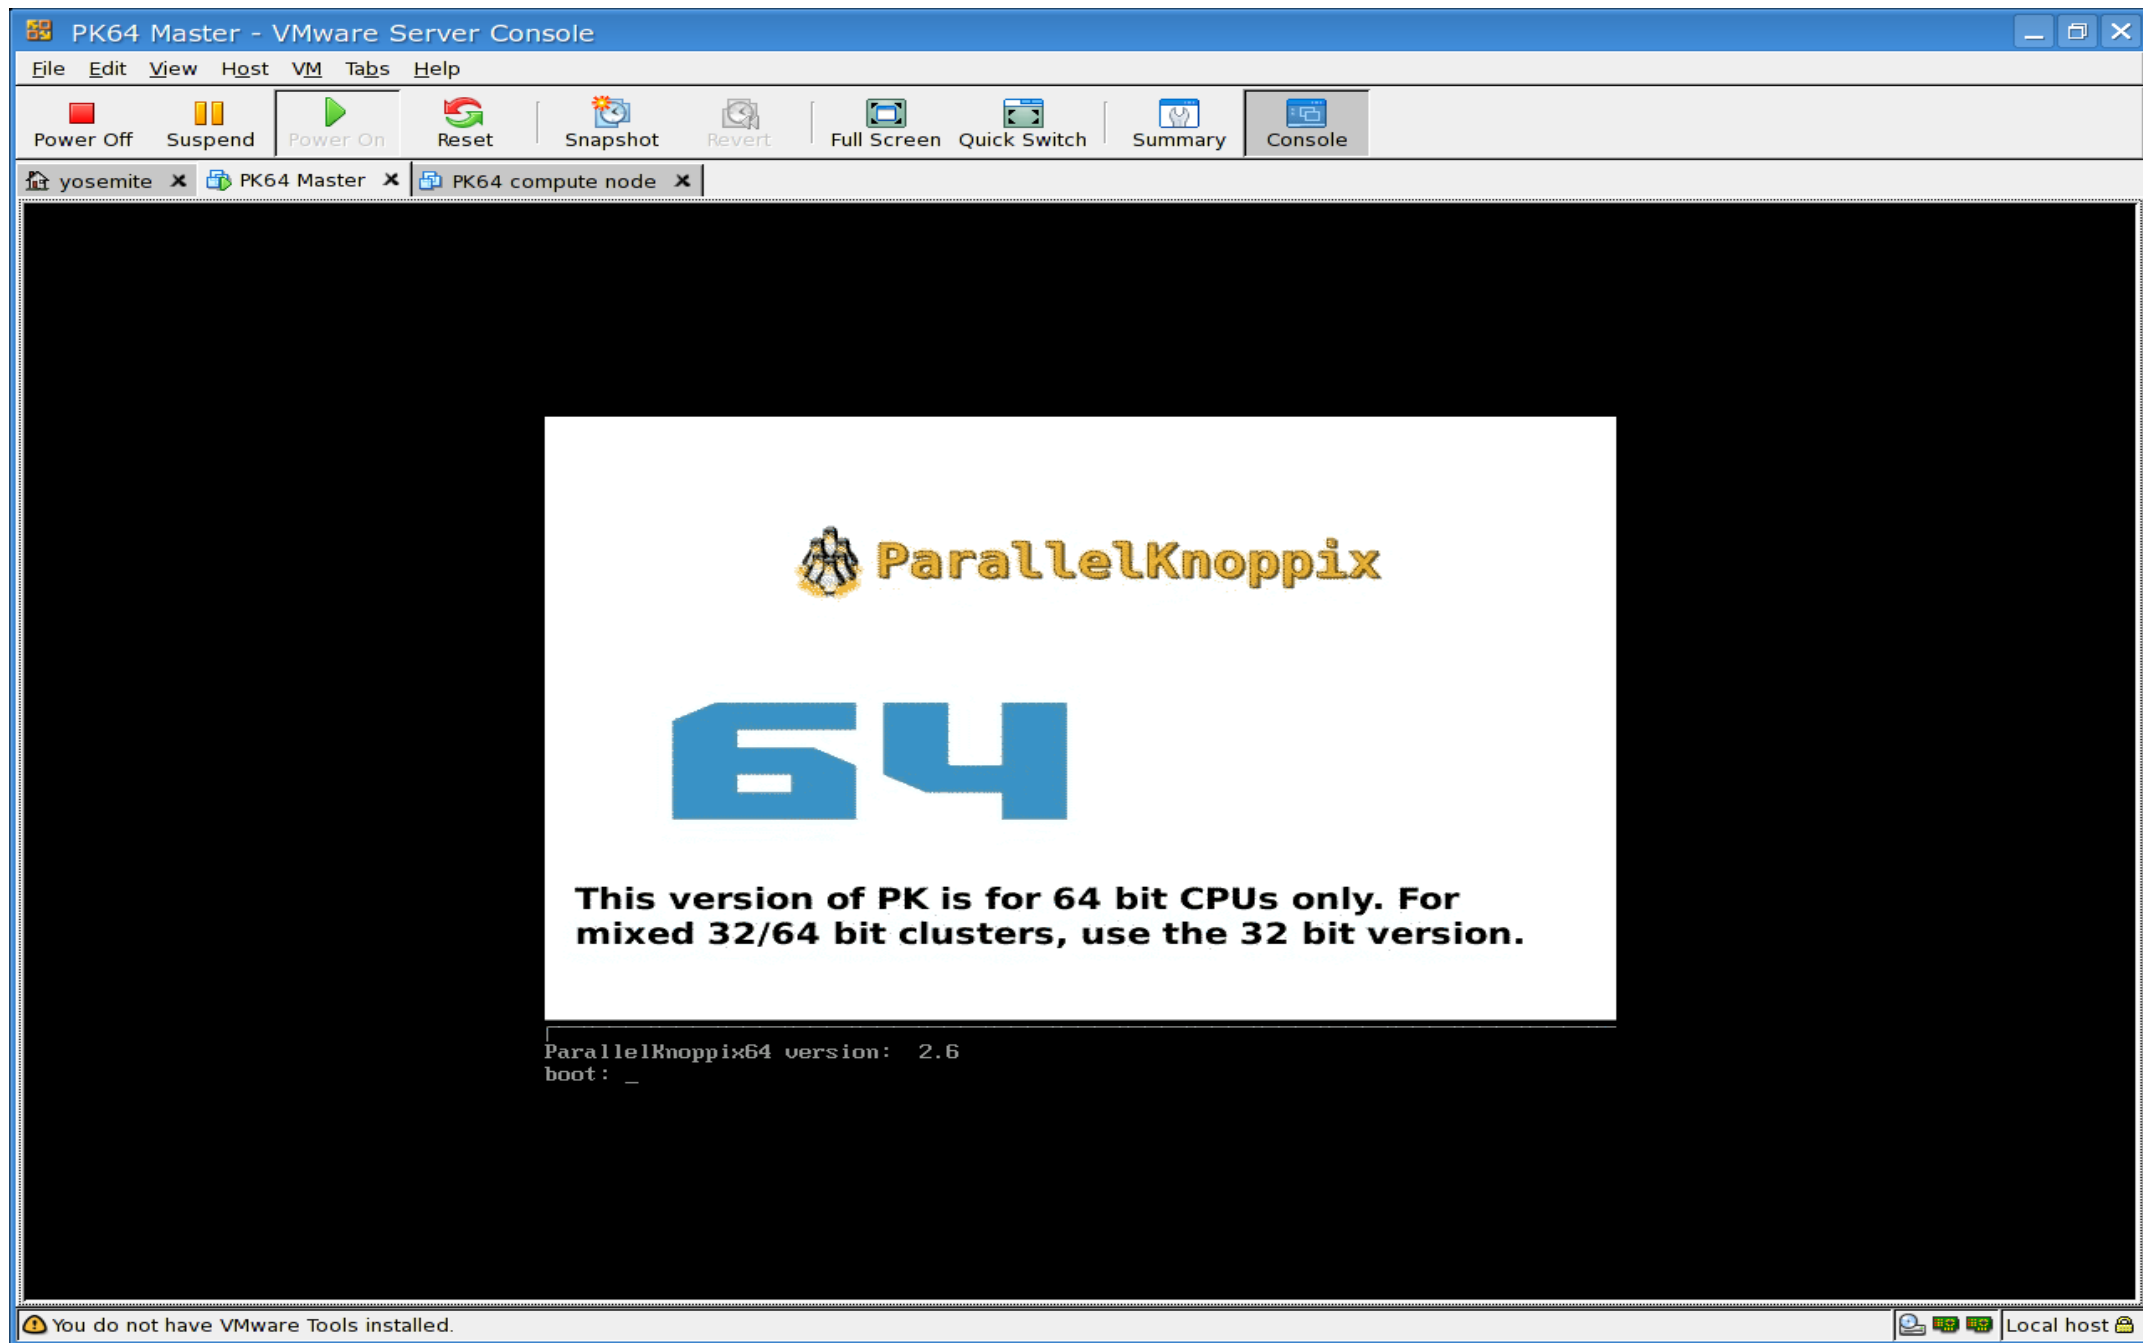 PK64 Master - VMware Server Console
File Edit View Host VM Tabs Help
Power Off Suspend Power On Reset Snapshot Revert Full Screen Quick Switch Summary Console
yosemite PK64 Master PK64 compute node
ParallelKnoppix
64
This version of PK is for 64 bit CPUs only. For
mixed 32/64 bit clusters, use the 32 bit version.
ParallelKnoppix64 version: 2.6
boot: _
You do not have VMware Tools installed. Local host